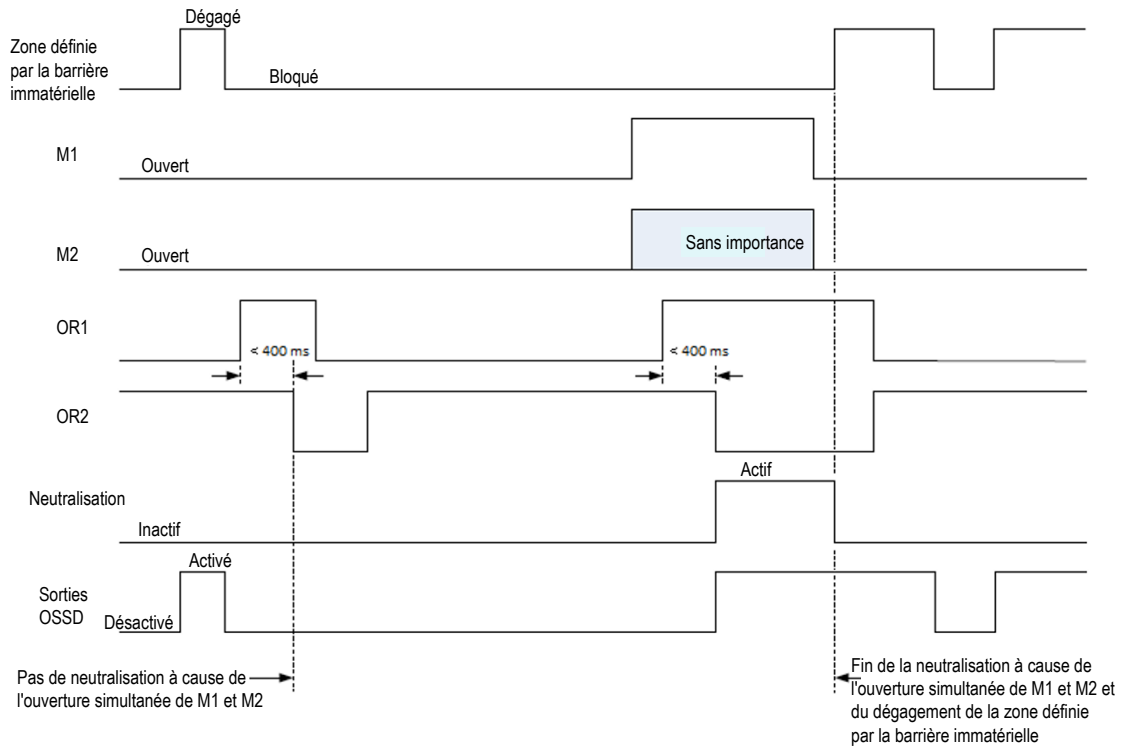 Dégagé
Zone définie
par la barrière
immatérielle
Bloqué
M1
Ouvert
M2
Ouvert
Sans importance
OR1
< 400 ms
< 400 ms
OR2
Actif
Neutralisation
Inactif
Activé
Sorties
OSSD
Désactivé
Pas de neutralisation à cause de
l'ouverture simultanée de M1 et M2
Fin de la neutralisation à cause de
l'ouverture simultanée de M1 et M2 et
du dégagement de la zone définie
par la barrière immatérielle